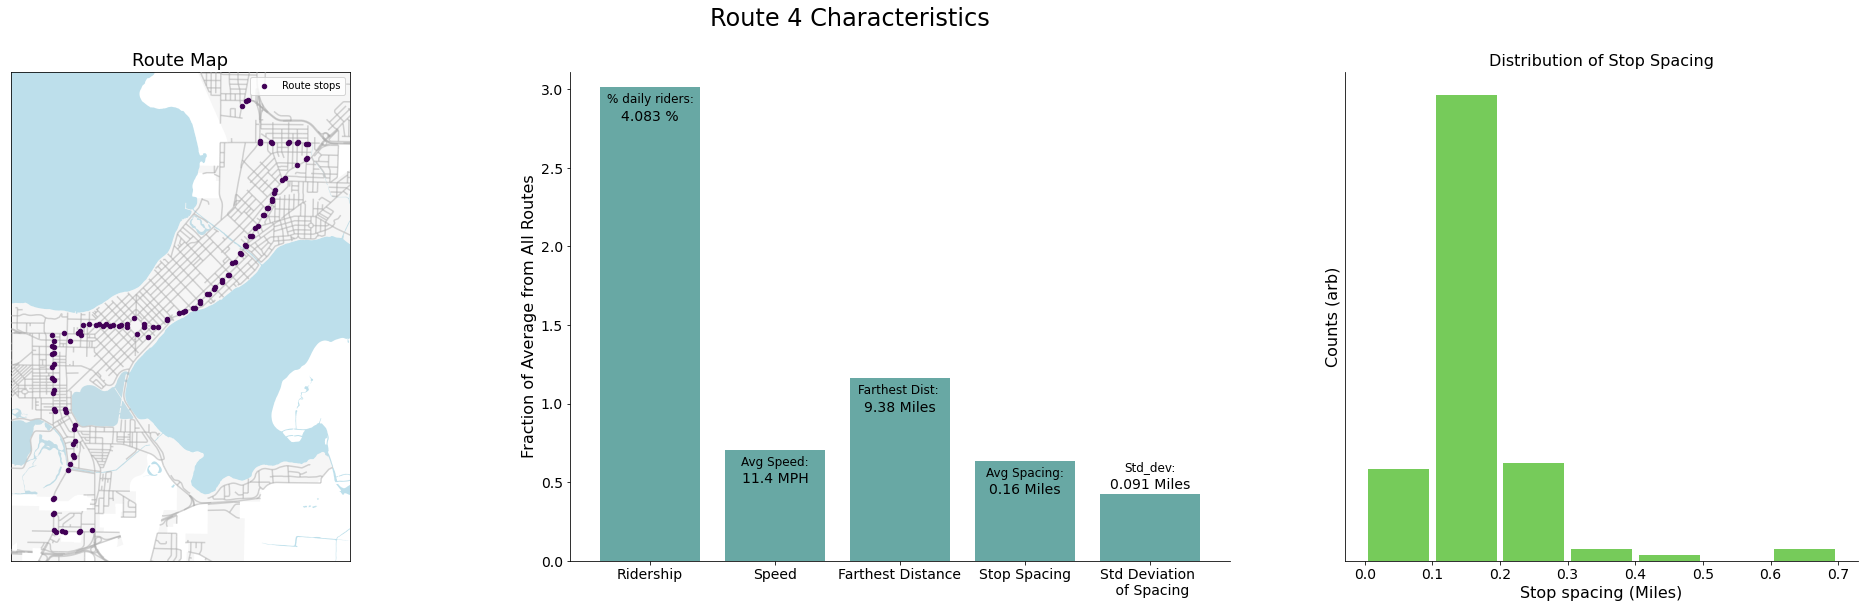 Route 4 Characteristics
Route Map
Route stops
Fraction of Average from All Routes
3.0
2.5
2.0
1.5
1.0
0.5
0.0
% daily riders:
4.083 %
Avg Speed:
11.4 MPH
Farthest Dist:
9.38 Miles
Avg Spacing:
0.16 Miles
Std_dev:
0.091 Miles
Ridership
Speed
Farthest Distance
Stop Spacing
Std Deviation
of Spacing
Distribution of Stop Spacing
Counts (arb)
0.0 0.1 0.2 0.3 0.4 0.5 0.6 0.7
Stop spacing (Miles)